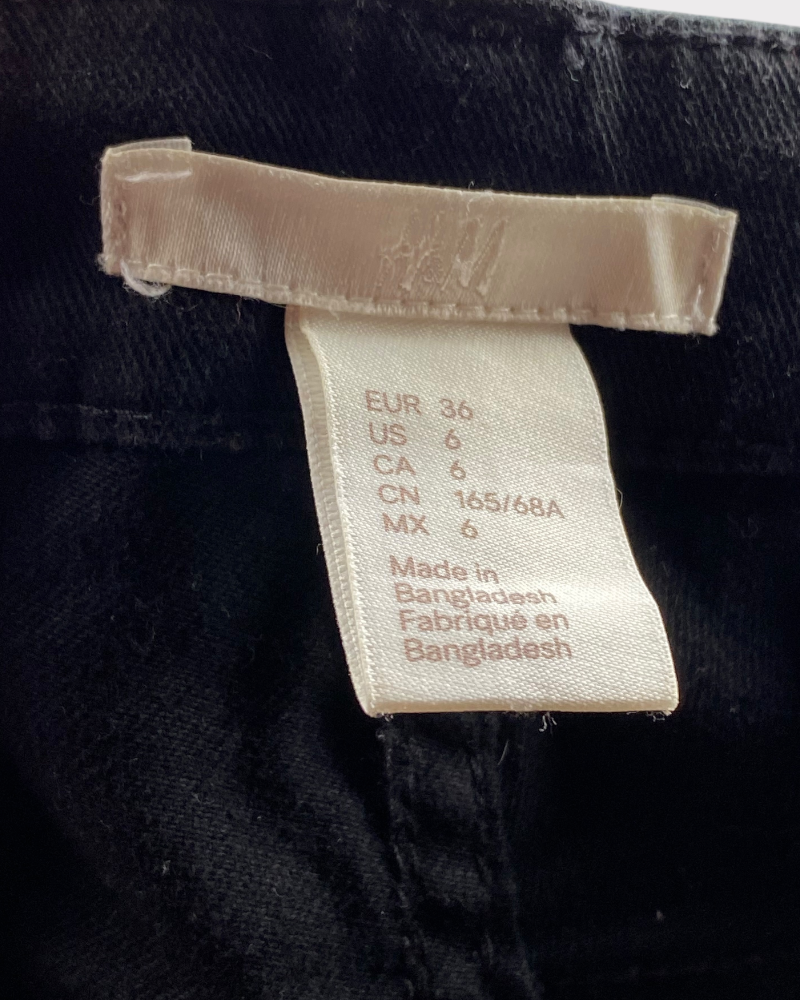 H&M
EUR 36
US 6
CA 6
CN 165/68A
MX 6
Made in
Bangladesh
Fabriqué en
Bangladesh